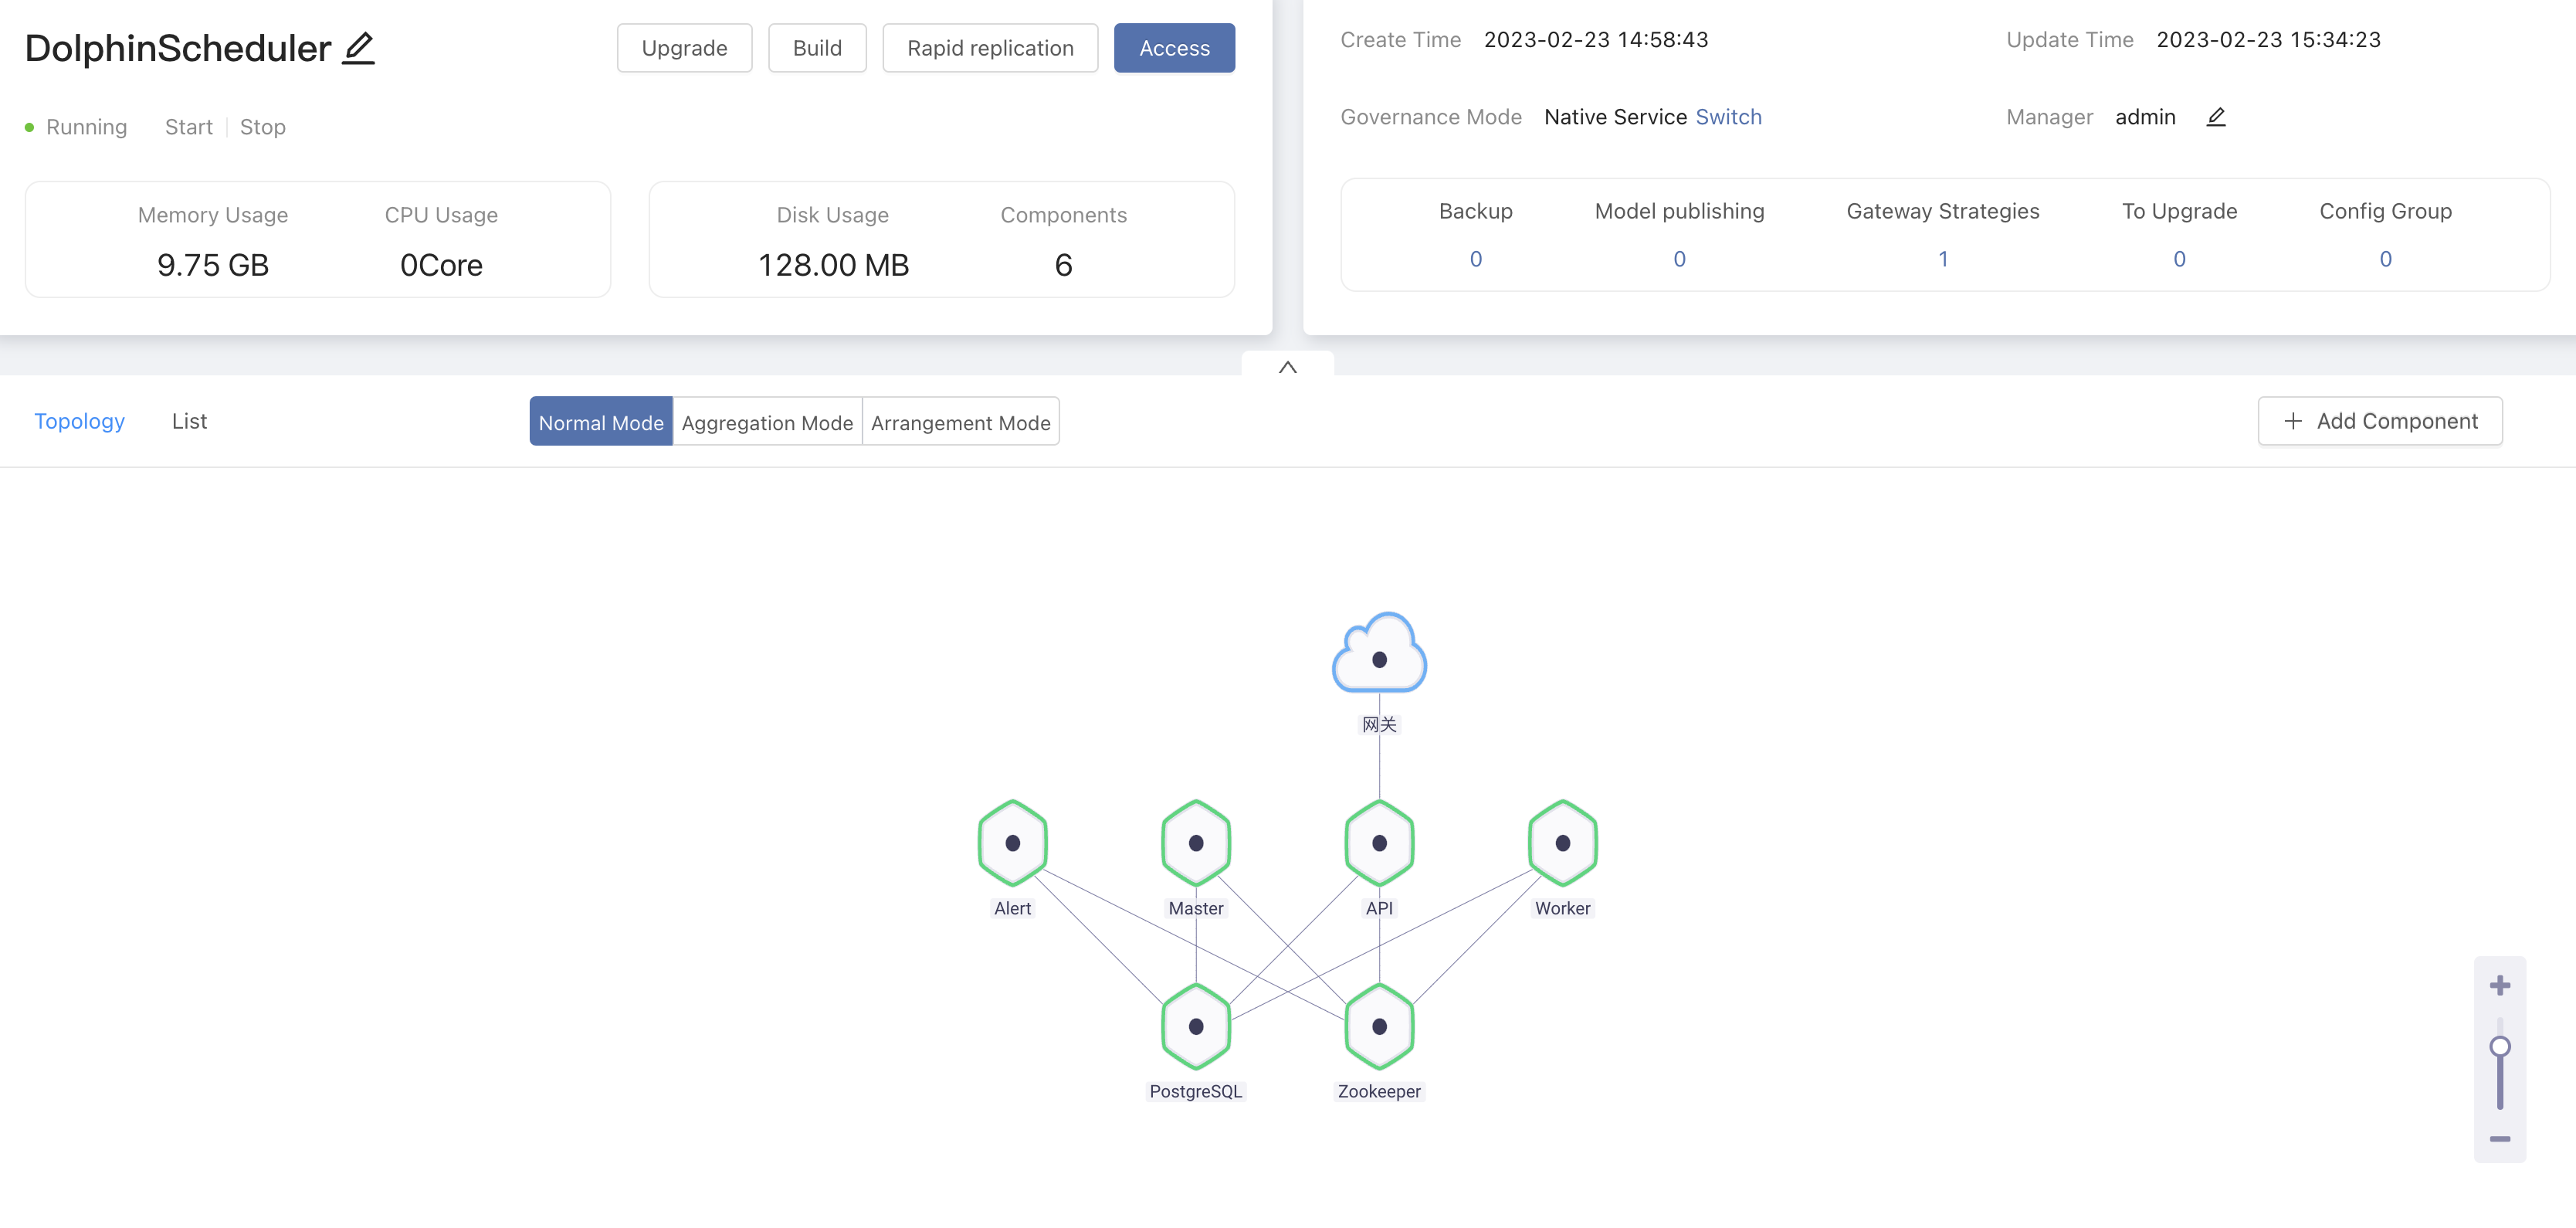 DolphinScheduler
Upgrade
Build
Rapid replication
Access
Running
Start
Stop
Memory Usage
CPU Usage
9.75 GB
0Core
Disk Usage
Components
128.00 MB
6
Create Time 2023-02-23 14:58:43
Update Time 2023-02-23 15:34:23
Governance Mode Native Service Switch
Manager admin
Backup
Model publishing
Gateway Strategies
To Upgrade
Config Group
0
0
1
0
0
Topology
List
Normal Mode
Aggregation Mode
Arrangement Mode
Add Component
网关
Alert
Master
API
Worker
PostgreSQL
Zookeeper